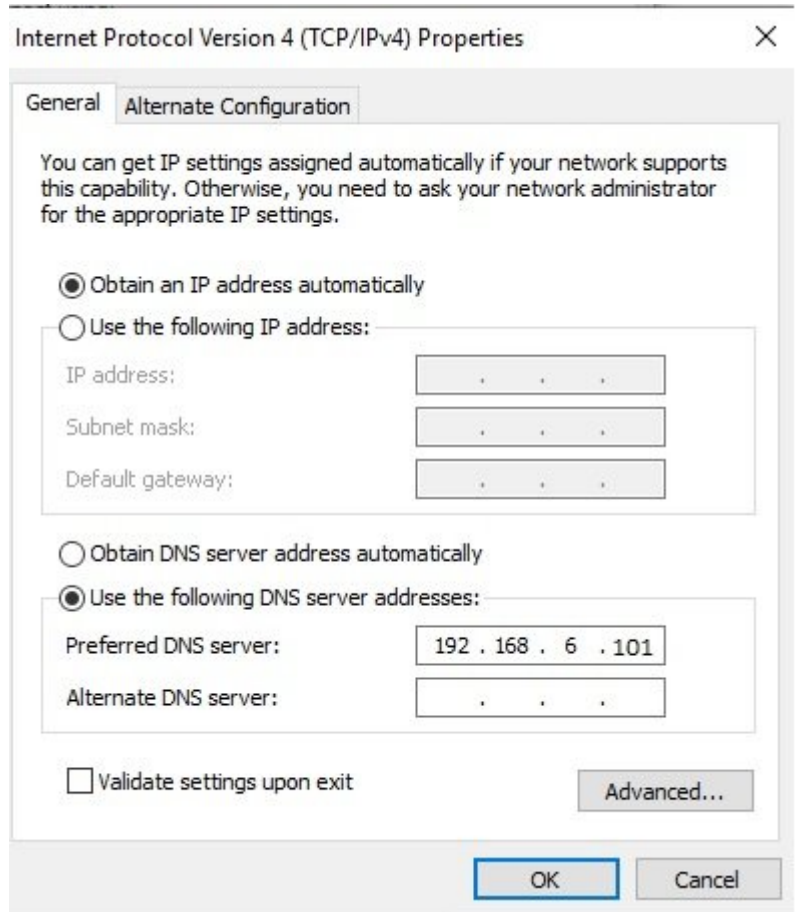 Internet Protocol Version 4 (TCP/IPv4) Properties
General
Alternate Configuration
You can get IP settings assigned automatically if your network supports
this capability. Otherwise, you need to ask your network administrator
for the appropriate IP settings.
Obtain an IP address automatically
Use the following IP address:
IP address:
. . .
Subnet mask:
. . .
Default gateway:
. . .
Obtain DNS server address automatically
Use the following DNS server addresses:
Preferred DNS server:
192 . 168 . 6 . 101
Alternate DNS server:
. . .
Validate settings upon exit
Advanced...
OK
Cancel